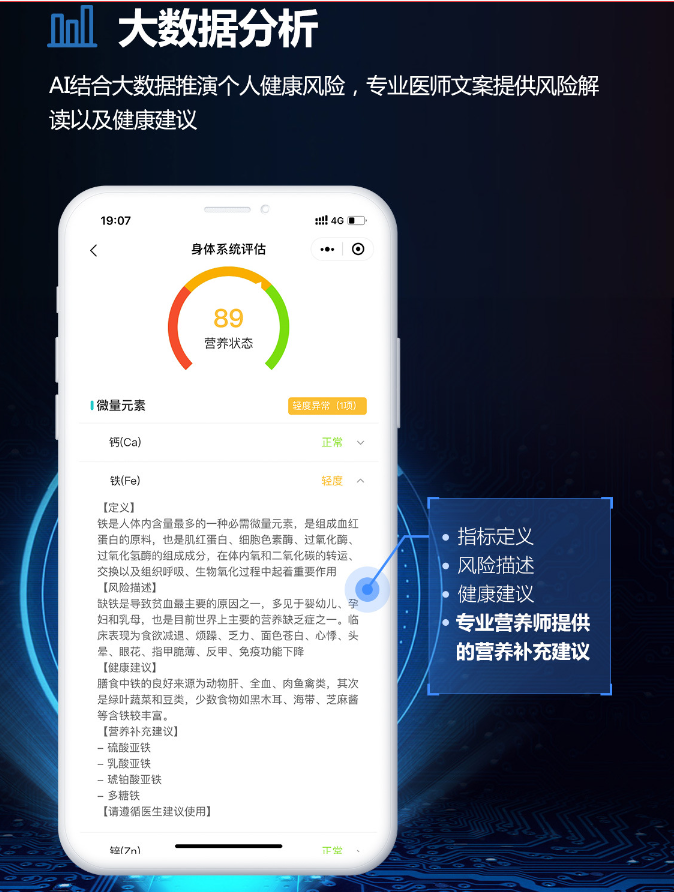 大数据分析
AI结合大数据推演个人健康风险，专业医师文案提供风险解
读以及健康建议
19:07
4G
身体系统评估
89
营养状态
微量元素
轻度异常（1项）
钙(Ca)
正常
铁(Fe)
轻度
【定义】
铁是人体内含量最多的一种必需微量元素，是组成血红
蛋白的原料，也是肌红蛋白、细胞色素酶、过氧化酶、
过氧化氢酶的组成成分，在体内氧和二氧化碳的转运、
交换以及组织呼吸、生物氧化过程中起着重要作用
【风险描述】
缺铁是导致贫血最主要的原因之一，多见于婴幼儿、孕
妇和乳母，也是目前世界上主要的营养缺乏症之一。临
床表现为食欲减退、烦躁、乏力、面色苍白、心悸、头
晕、眼花、指甲脆薄、反甲、免疫功能下降
【健康建议】
膳食中铁的良好来源为动物肝、全血、肉鱼禽类，其次
是绿叶蔬菜和豆类，少数食物如黑木耳、海带、芝麻酱
等含铁较丰富。
【营养补充建议】
– 硫酸亚铁
– 乳酸亚铁
– 琥珀酸亚铁
– 多糖铁
【请遵循医生建议使用】
锌(Zn)
正常
• 指标定义
• 风险描述
• 健康建议
• 专业营养师提供
的营养补充建议